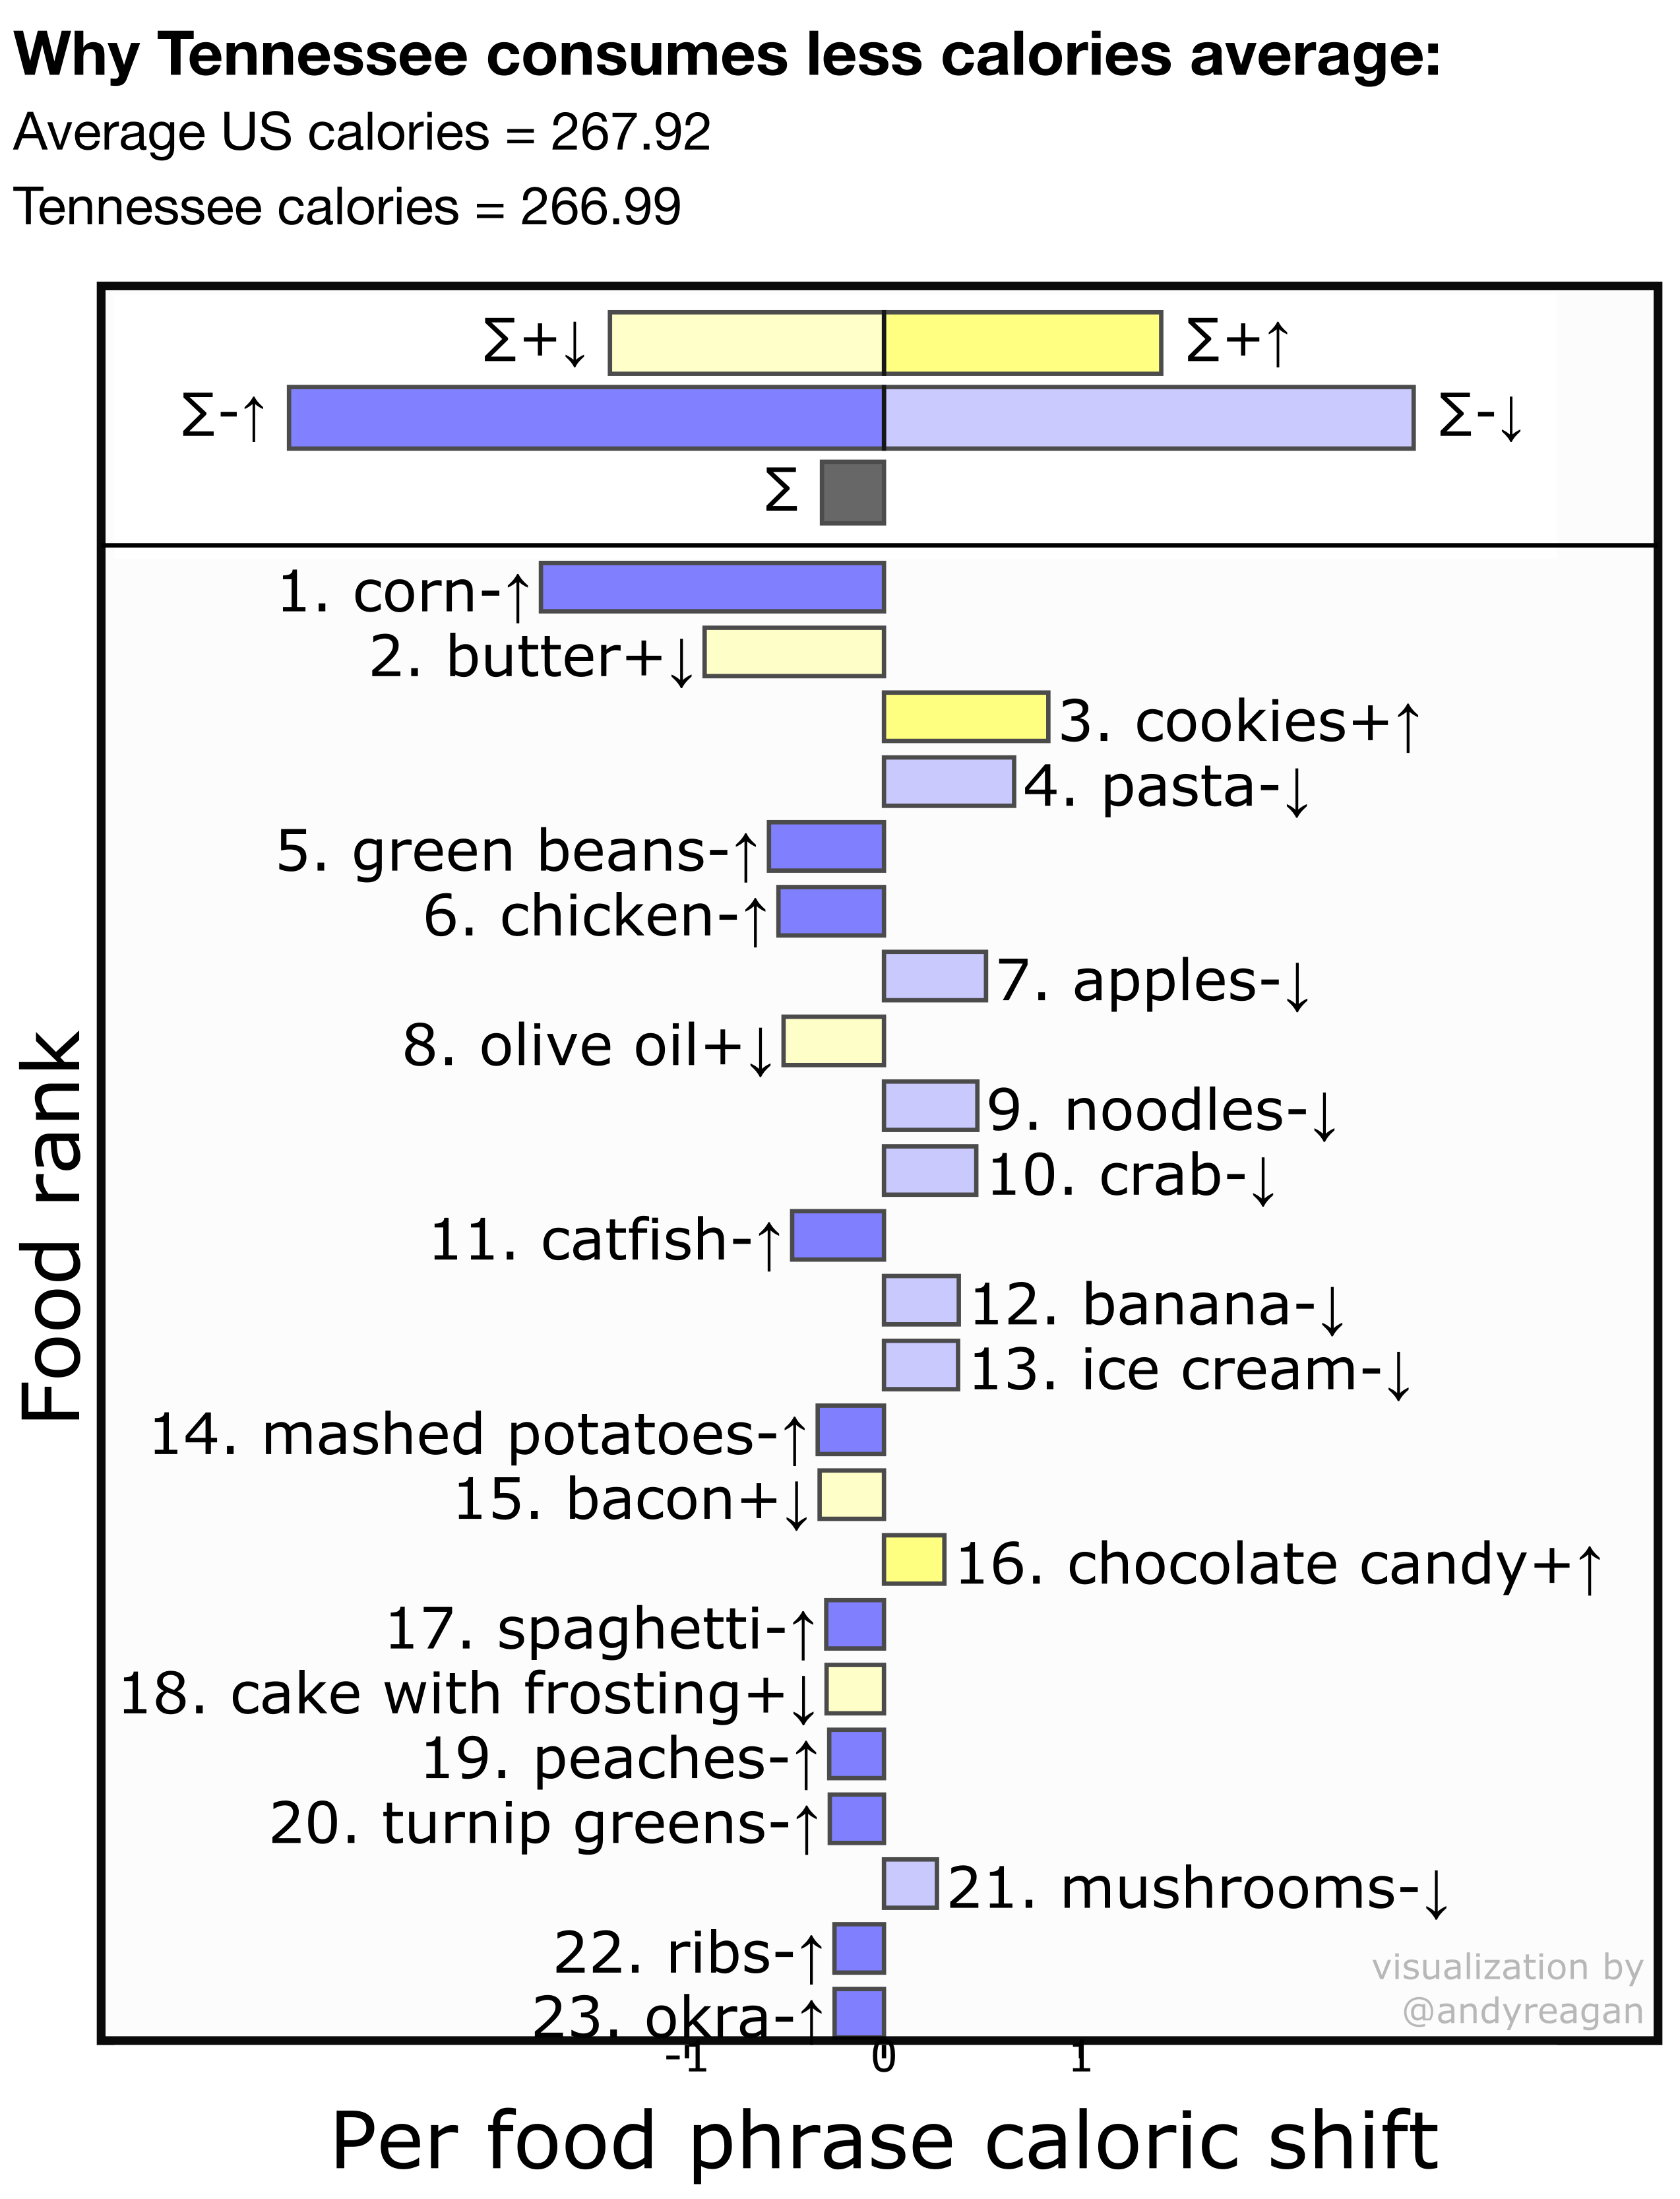 Why Tennessee consumes less calories average:
Average US calories = 267.92
Tennessee calories = 266.99
∑+↓ ∑+↑
∑-↑ ∑-↓
∑
1. corn-↑
2. butter+↓
3. cookies+↑
4. pasta-↓
5. green beans-↑
6. chicken-↑
7. apples-↓
8. olive oil+↓
9. noodles-↓
10. crab-↓
11. catfish-↑
12. banana-↓
13. ice cream-↓
14. mashed potatoes-↑
15. bacon+↓
16. chocolate candy+↑
17. spaghetti-↑
18. cake with frosting+↓
19. peaches-↑
20. turnip greens-↑
21. mushrooms-↓
22. ribs-↑
23. okra-↑
visualization by
@andyreagan
Food rank
-1 0 1
Per food phrase caloric shift